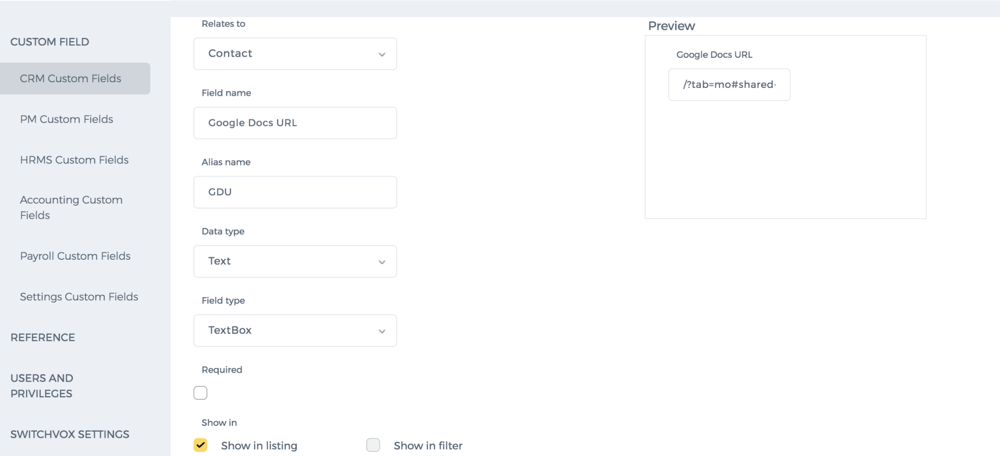 CUSTOM FIELD
CRM Custom Fields
PM Custom Fields
HRMS Custom Fields
Accounting Custom
Fields
Payroll Custom Fields
Settings Custom Fields
REFERENCE
USERS AND
PRIVILEGES
SWITCHVOX SETTINGS
Relates to
Contact
Field name
Google Docs URL
Alias name
GDU
Data type
Text
Field type
TextBox
Required
Show in
Show in listing
Show in filter
Preview
Google Docs URL
/?tab=mo#shared-